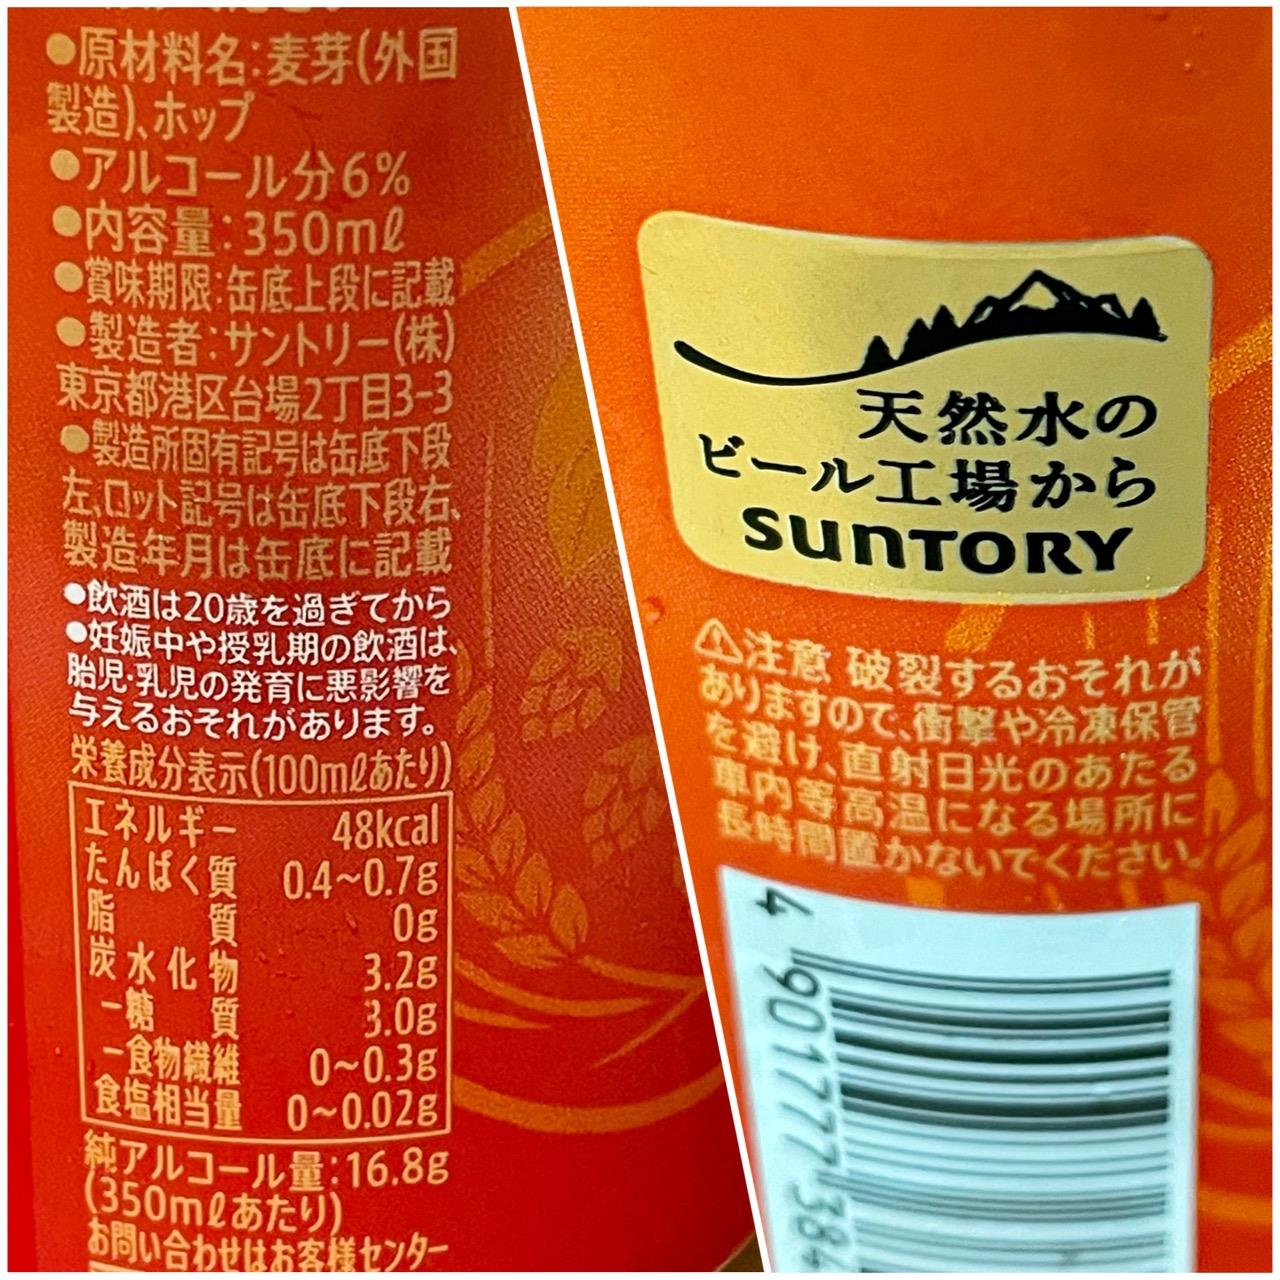 ●原材料名:麦芽(外国
製造)、ホップ
●アルコール分6%
●内容量:350mℓ
●賞味期限:缶底上段に記載
●製造者:サントリー(株)
東京都港区台場2丁目3-3
●製造所固有記号は缶底下段
左、ロット記号は缶底下段右、
製造年月は缶底に記載
●飲酒は20歳を過ぎてから
●妊娠中や授乳期の飲酒は、
胎児・乳児の発育に悪影響を
与えるおそれがあります。
栄養成分表示(100mℓあたり)
エネルギー 48kcal
たんぱく質 0.4~0.7g
脂質 0g
炭水化物 3.2g
-糖質 3.0g
-食物繊維 0~0.3g
食塩相当量 0~0.02g
純アルコール量:16.8g
(350mℓあたり)
お問い合わせはお客様センター
天然水の
ビール工場から
SUNTORY
⚠注意 破裂するおそれが
ありますので、衝撃や冷凍保管
を避け、直射日光のあたる
車内等高温になる場所に
長時間置かないでください。
4 901777 384